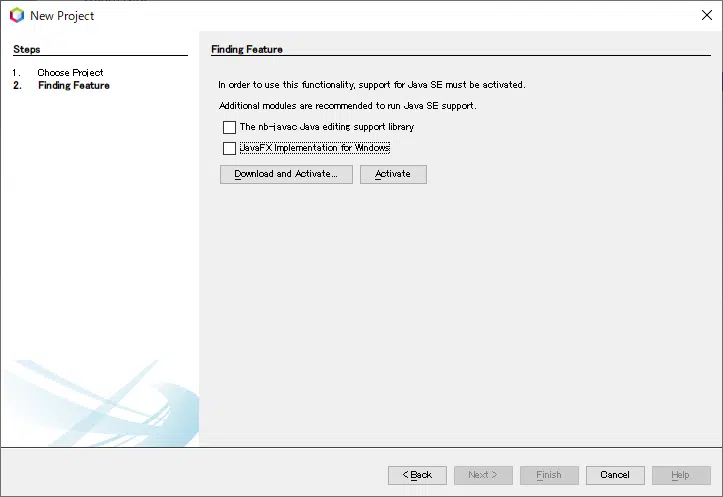 New Project
Steps
1. Choose Project
2. Finding Feature
Finding Feature
In order to use this functionality, support for Java SE must be activated.
Additional modules are recommended to run Java SE support.
The nb-javac Java editing support library
JavaFX Implementation for Windows
Download and Activate... Activate
< Back Next > Finish Cancel Help